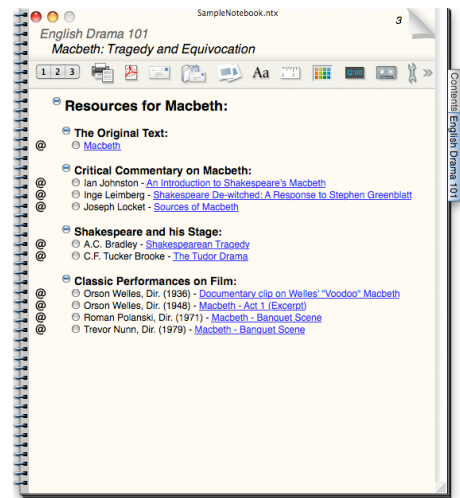 SampleNotebook.ntx
3
English Drama 101
Macbeth: Tragedy and Equivocation
1 2 3
Aa
12:00
Resources for Macbeth:
The Original Text:
@ Macbeth
Critical Commentary on Macbeth:
@ Ian Johnston - An Introduction to Shakespeare's Macbeth
@ Inge Leimberg - Shakespeare De-witched: A Response to Stephen Greenblatt
@ Joseph Locket - Sources of Macbeth
Shakespeare and his Stage:
@ A.C. Bradley - Shakespearean Tragedy
@ C.F. Tucker Brooke - The Tudor Drama
Classic Performances on Film:
@ Orson Welles, Dir. (1936) - Documentary clip on Welles' "Voodoo" Macbeth
@ Orson Welles, Dir. (1948) - Macbeth - Act 1 (Excerpt)
@ Roman Polanski, Dir. (1971) - Macbeth - Banquet Scene
@ Trevor Nunn, Dir. (1979) - Macbeth - Banquet Scene
Contents
English Drama 101